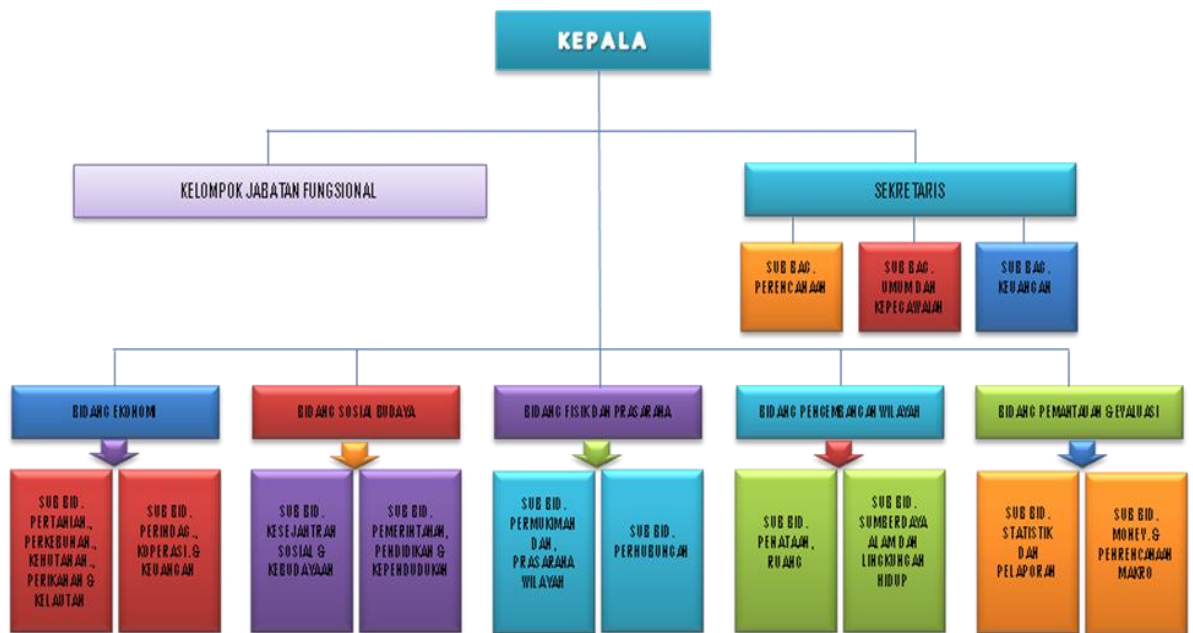 KEPALA
KELOMPOK JABATAN FUNGSIONAL
SEKRETARIS
SUB BAG.
PERENCANAAN
SUB BAG.
UMUM DAN
KEPEGAWAIAN
SUB BAG.
KEUANGAN
BIDANG EKONOMI
BIDANG SOSIAL BUDAYA
BIDANG FISIK DAN PRASARANA
BIDANG PENGEMBANGAN WILAYAH
BIDANG PEMANTAUAN & EVALUASI
SUB BID.
PERTANIAN.,
PERKEBUNAN.,
KEHUTANAN.,
PERIKANAN &
KELAUTAN
SUB BID.
PERINDAG.,
KOPERASI. &
KEUANGAN
SUB BID.
KESEJAHTRAN
SOSIAL &
KEBUDAYAAN
SUB BID.
PEMERINTAHAN,
PENDIDIKAN &
KEPENDUDUKAN
SUB BID.
PERMUKIMAN
DAN,
PRASARANA
WILAYAH
SUB BID.
PERHUBUNGAN
SUB BID.
PENATAAN,
RUANG
SUB BID.
SUMBERDAYA
ALAM DAN
LINGKUNGAN
HIDUP
SUB BID.
STATISTIK
DAN
PELAPORAN
SUB BID.
MONEV. &
PENRENCANAAN
MAKRO